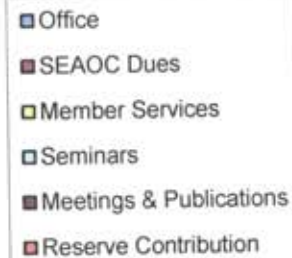 Office
SEAOC Dues
Member Services
Seminars
Meetings & Publications
Reserve Contribution